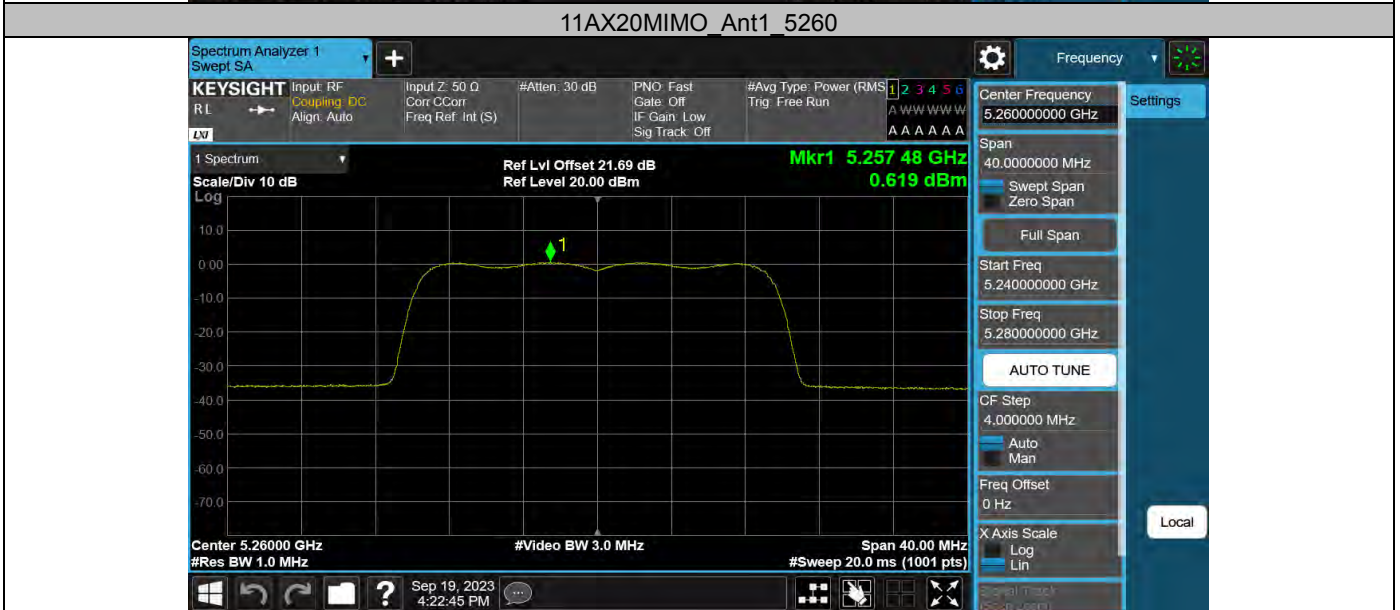 11AX20MIMO_Ant1_5260
Spectrum Analyzer 1
Swept SA
Frequency
KEYSIGHT
RL
LXI
Input: RF
Coupling: DC
Align: Auto
Input Z: 50 Ω
Corr CCorr
Freq Ref: Int (S)
#Atten: 30 dB
PNO: Fast
Gate: Off
IF Gain: Low
Sig Track: Off
#Avg Type: Power (RMS
Trig: Free Run
1 2 3 4 5 6
A W W W W W
A A A A A A
1 Spectrum
Scale/Div 10 dB
Log
Ref Lvl Offset 21.69 dB
Ref Level 20.00 dBm
Mkr1 5.257 48 GHz
0.619 dBm
1
10.0
0.00
-10.0
-20.0
-30.0
-40.0
-50.0
-60.0
-70.0
Center 5.26000 GHz
#Res BW 1.0 MHz
#Video BW 3.0 MHz
Span 40.00 MHz
#Sweep 20.0 ms (1001 pts)
Sep 19, 2023
4:22:45 PM
Center Frequency
5.260000000 GHz
Settings
Span
40.0000000 MHz
Swept Span
Zero Span
Full Span
Start Freq
5.240000000 GHz
Stop Freq
5.280000000 GHz
AUTO TUNE
CF Step
4.000000 MHz
Auto
Man
Freq Offset
0 Hz
X Axis Scale
Log
Lin
Local
Signal Track